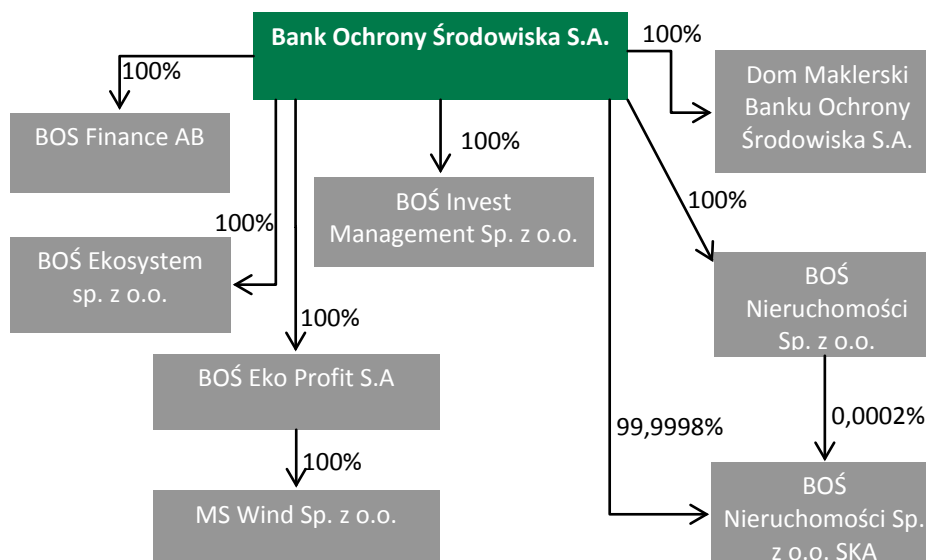 Bank Ochrony Środowiska S.A.
100%
100%
Dom Maklerski
Banku Ochrony
Środowiska S.A.
BOS Finance AB
100%
BOŚ Invest
Management Sp. z o.o.
100%
100%
BOŚ Ekosystem
sp. z o.o.
BOŚ
Nieruchomości
Sp. z o.o.
100%
BOŚ Eko Profit S.A
99,9998%
0,0002%
100%
MS Wind Sp. z o.o.
BOŚ
Nieruchomości Sp.
z o.o. SKA